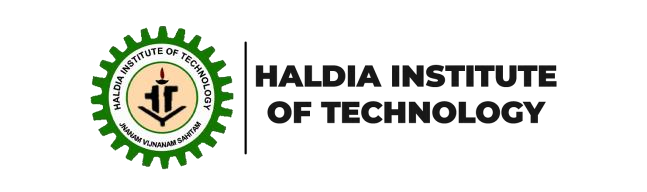 HALDIA INSTITUTE OF TECHNOLOGY
JNANAM VIJNANAM SAHITAM
HALDIA INSTITUTE
OF TECHNOLOGY